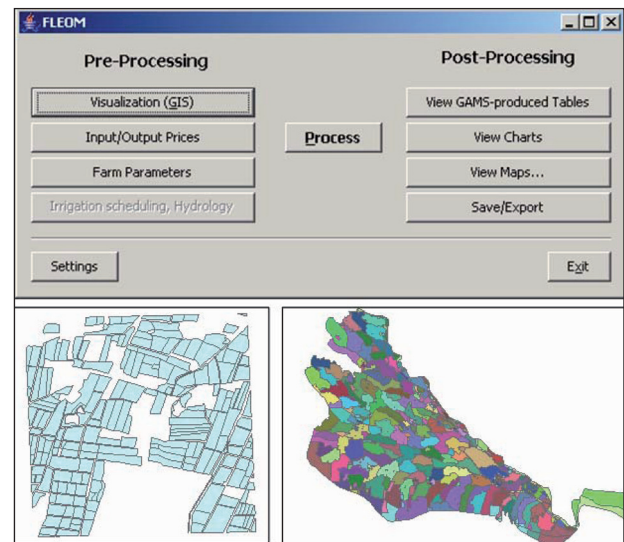 FLEOM
Pre-Processing
Visualization (GIS)
Input/Output Prices
Farm Parameters
Irrigation scheduling, Hydrology
Process
Post-Processing
View GAMS-produced Tables
View Charts
View Maps...
Save/Export
Settings
Exit